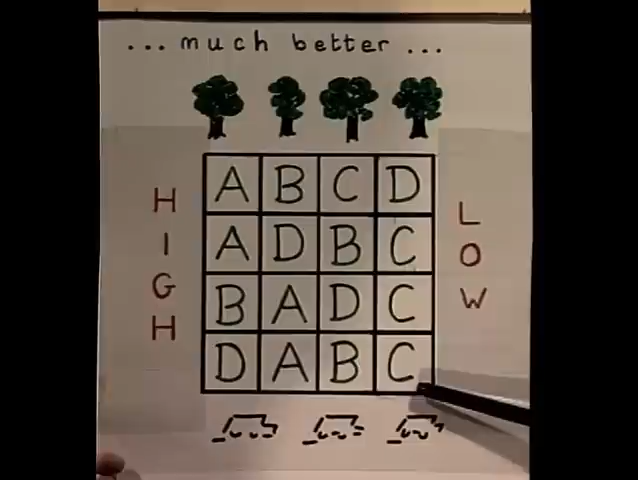 ... much better ...
HIGH
A B C D
A D B C
B A D C
D A B C
LOW